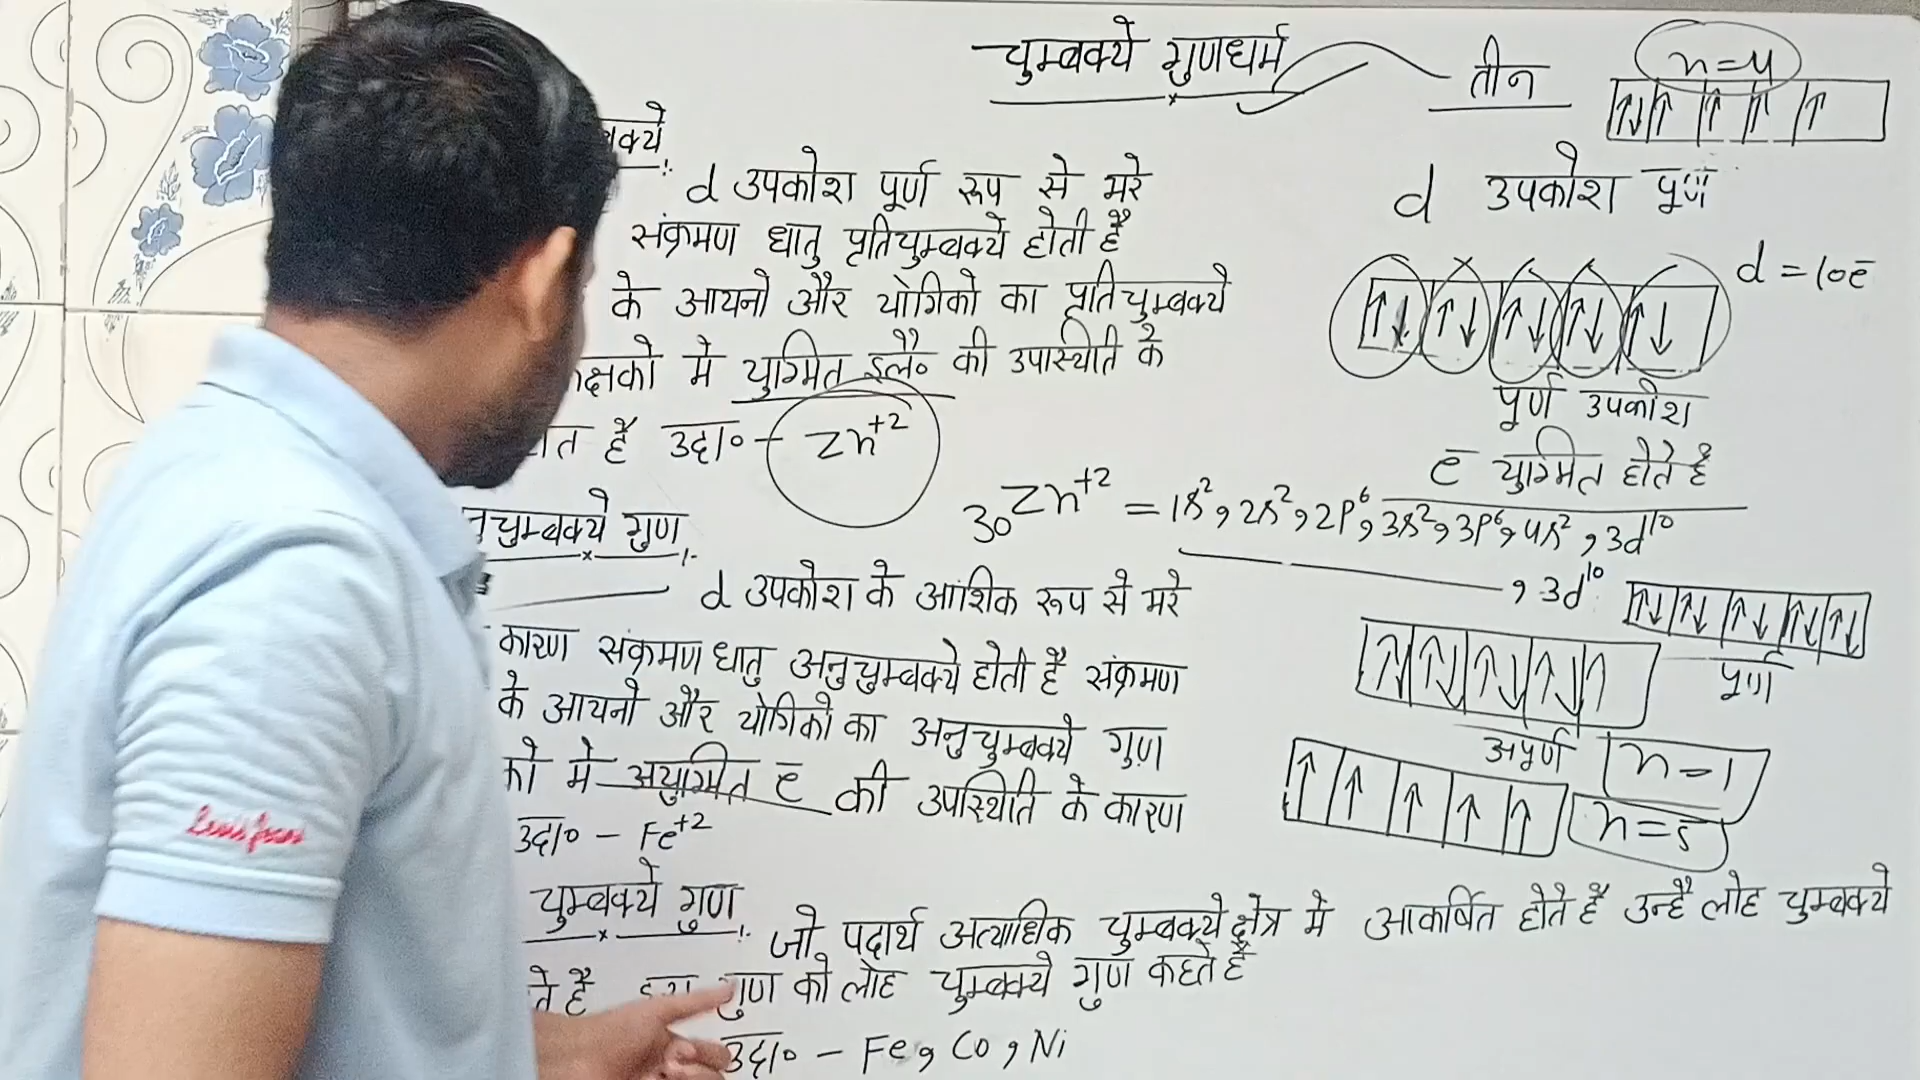 चुम्बक्ये गुणधर्म तीन
n=4
क्ये
d उपकोश पूर्ण रूप से भरे
संक्रमण धातु प्रतिचुम्बक्ये होती है
के आयनो और योगिको का प्रतिचुम्बक्ये
क्षको मे युग्मित इलै० की उपास्थिति के
है उदा०- Zn+2
d उपकोश पूर्ण
d = 10e̅
पूर्ण उपकोश
e̅ युग्मित होते है
30Zn+2 = 1s², 2s², 2p⁶, 3s², 3p⁶, 4s², 3d¹⁰
, 3d¹⁰
पूर्ण
अपूर्ण n=1
n=5
चुम्बक्ये गुण
d उपकोश के आंशिक रूप से भरे
कारण संक्रमण धातु अनुचुम्बक्ये होती है संक्रमण
के आयनो और योगिको का अनुचुम्बक्ये गुण
को मे अयुग्मित e̅ की उपस्थिति के कारण
उदा० - Fe+2
चुम्बक्ये गुण
जो पदार्थ अत्याधिक चुम्बक्ये क्षेत्र मे आकर्षित होते है उन्है लोह चुम्बक्ये
ते है गुण को लोह चुम्बक्ये गुण कहते है
उदा० - Fe, Co, Ni